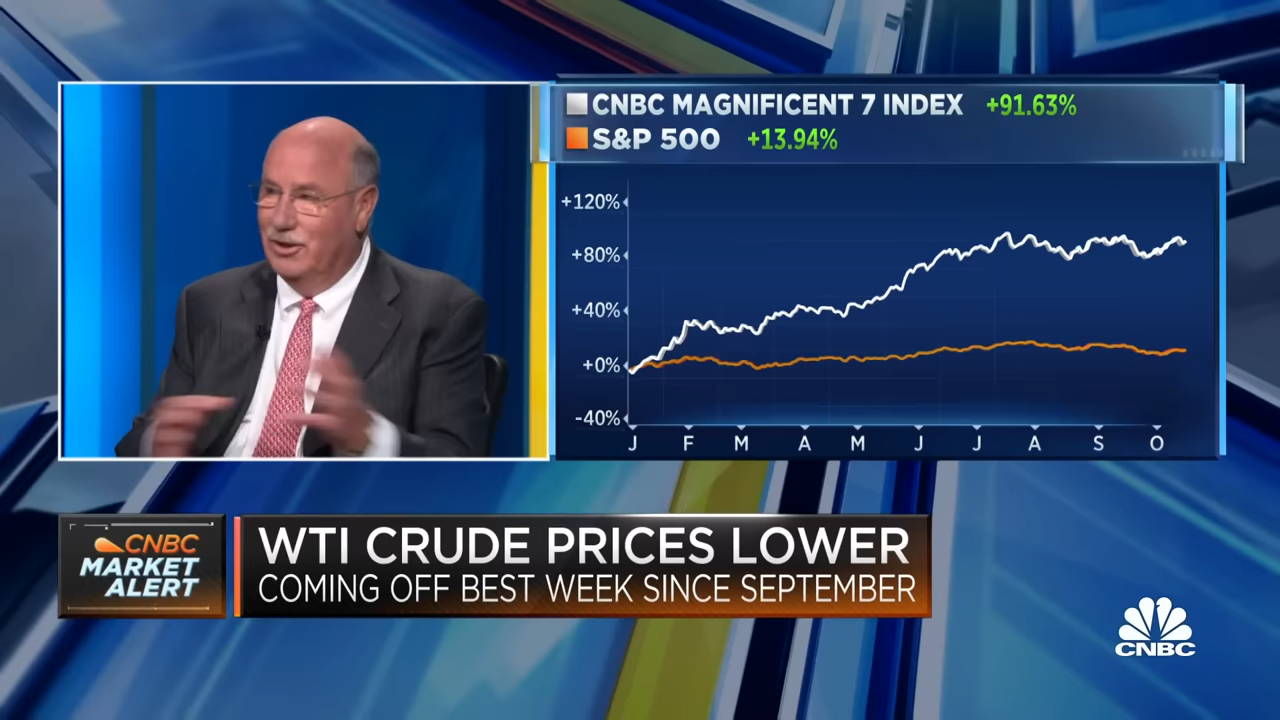 CNBC MAGNIFICENT 7 INDEX +91.63%
S&P 500 +13.94%
+120%
+80%
+40%
+0%
-40%
J F M A M J J A S O
CNBC
MARKET
ALERT
WTI CRUDE PRICES LOWER
COMING OFF BEST WEEK SINCE SEPTEMBER
CNBC